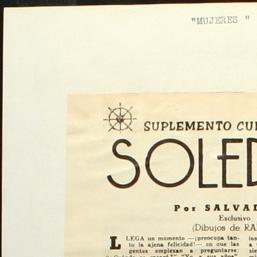 "MUJERES"
SUPLEMENTO CU
SOLED
Por SALVAD
Exclusivo
(Dibujos de RA
LLEGA un momento —¡preocupa tan-
to la ajena felicidad!— en que las
gentes empiezan a preguntarse: